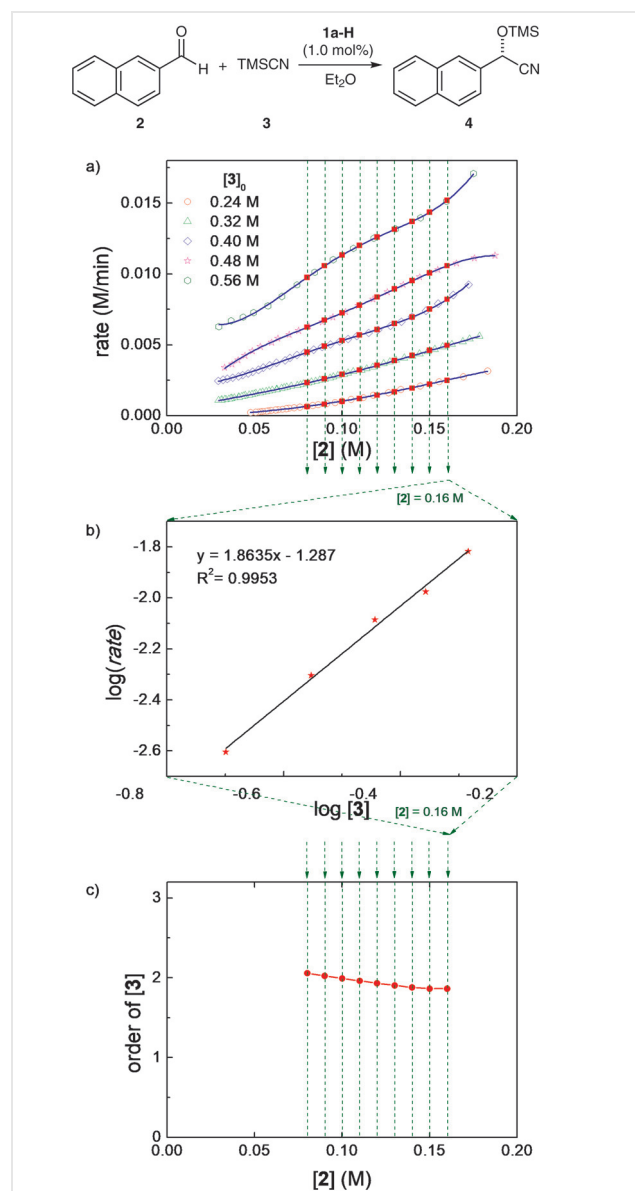 O
H
2
+
TMSCN
3
1a-H
(1.0 mol%)
Et₂O
OTMS
CN
4
a)
[3]₀
0.24 M
0.32 M
0.40 M
0.48 M
0.56 M
rate (M/min)
0.015
0.010
0.005
0.000
0.00 0.05 0.10 0.15 0.20
[2] (M)
[2] = 0.16 M
b)
y = 1.8635x - 1.287
R²= 0.9953
log(rate)
-1.8
-2.0
-2.2
-2.4
-2.6
-0.8 -0.6 -0.4 -0.2
log [3]
[2] = 0.16 M
c)
order of [3]
3
2
1
0
0.00 0.05 0.10 0.15 0.20
[2] (M)